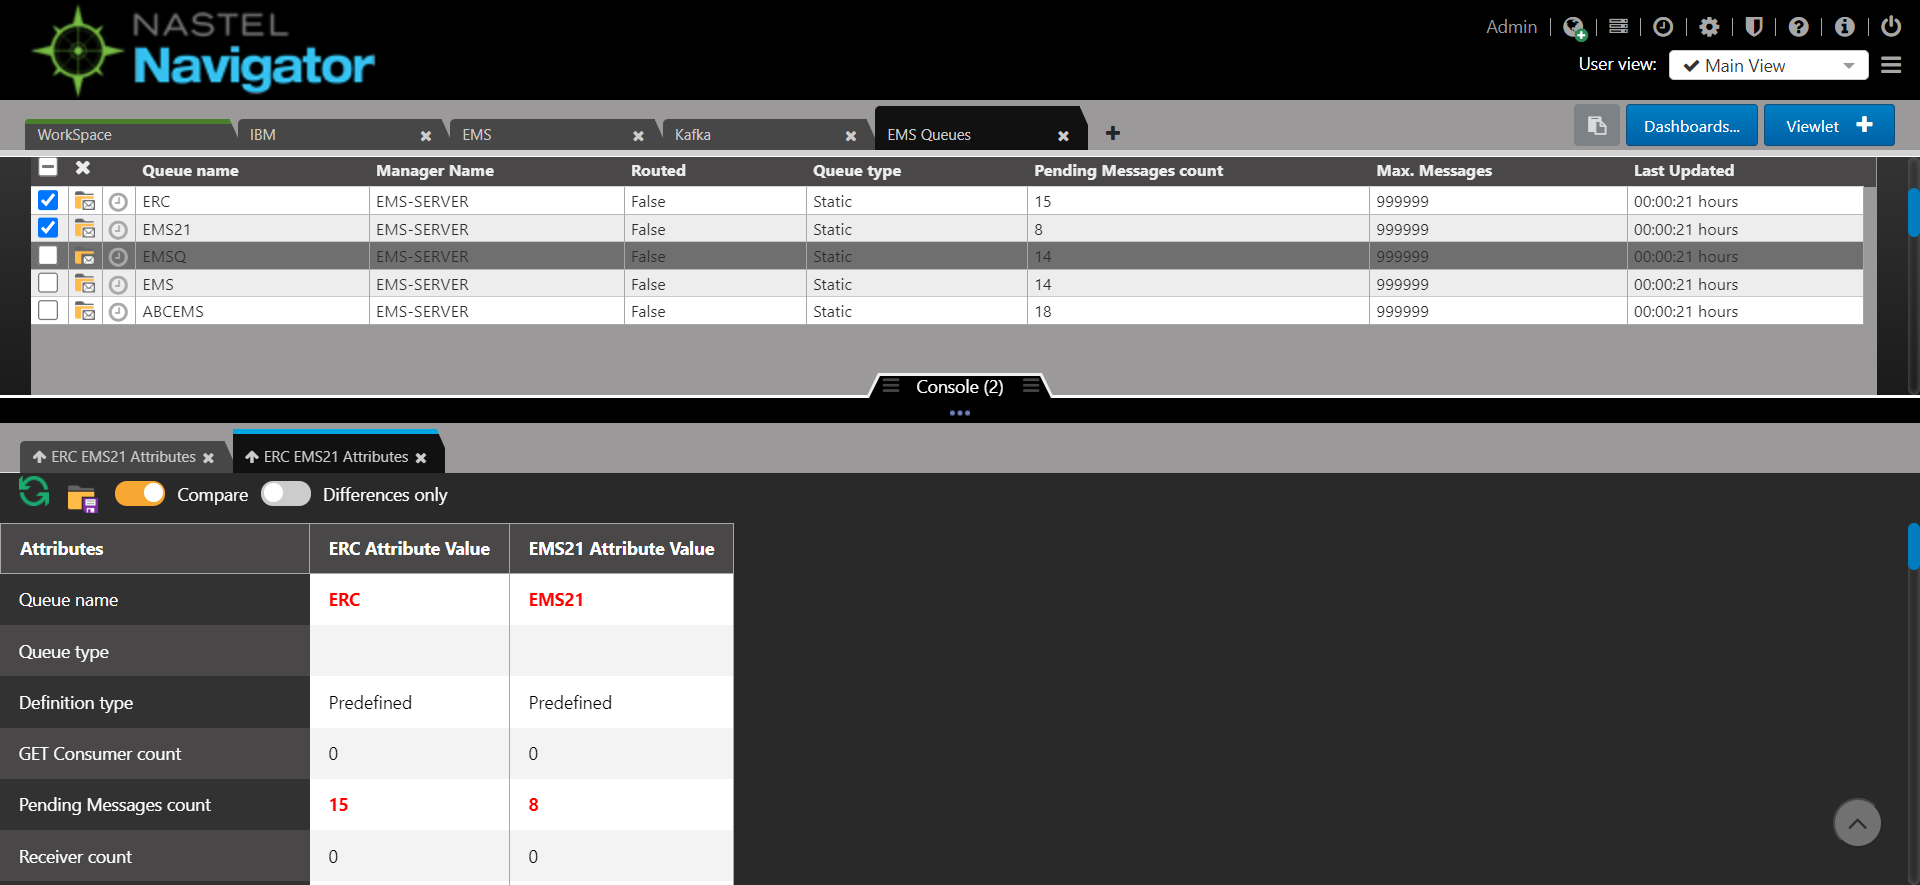 NASTEL
Navigator
Admin
User view: Main View
WorkSpace IBM EMS Kafka EMS Queues
Dashboards... Viewlet
Queue name Manager Name Routed Queue type Pending Messages count Max. Messages Last Updated
ERC EMS-SERVER False Static 15 999999 00:00:21 hours
EMS21 EMS-SERVER False Static 8 999999 00:00:21 hours
EMSQ EMS-SERVER False Static 14 999999 00:00:21 hours
EMS EMS-SERVER False Static 14 999999 00:00:21 hours
ABCEMS EMS-SERVER False Static 18 999999 00:00:21 hours
Console (2)
ERC EMS21 Attributes ERC EMS21 Attributes
Compare Differences only
Attributes ERC Attribute Value EMS21 Attribute Value
Queue name ERC EMS21
Queue type
Definition type Predefined Predefined
GET Consumer count 0 0
Pending Messages count 15 8
Receiver count 0 0